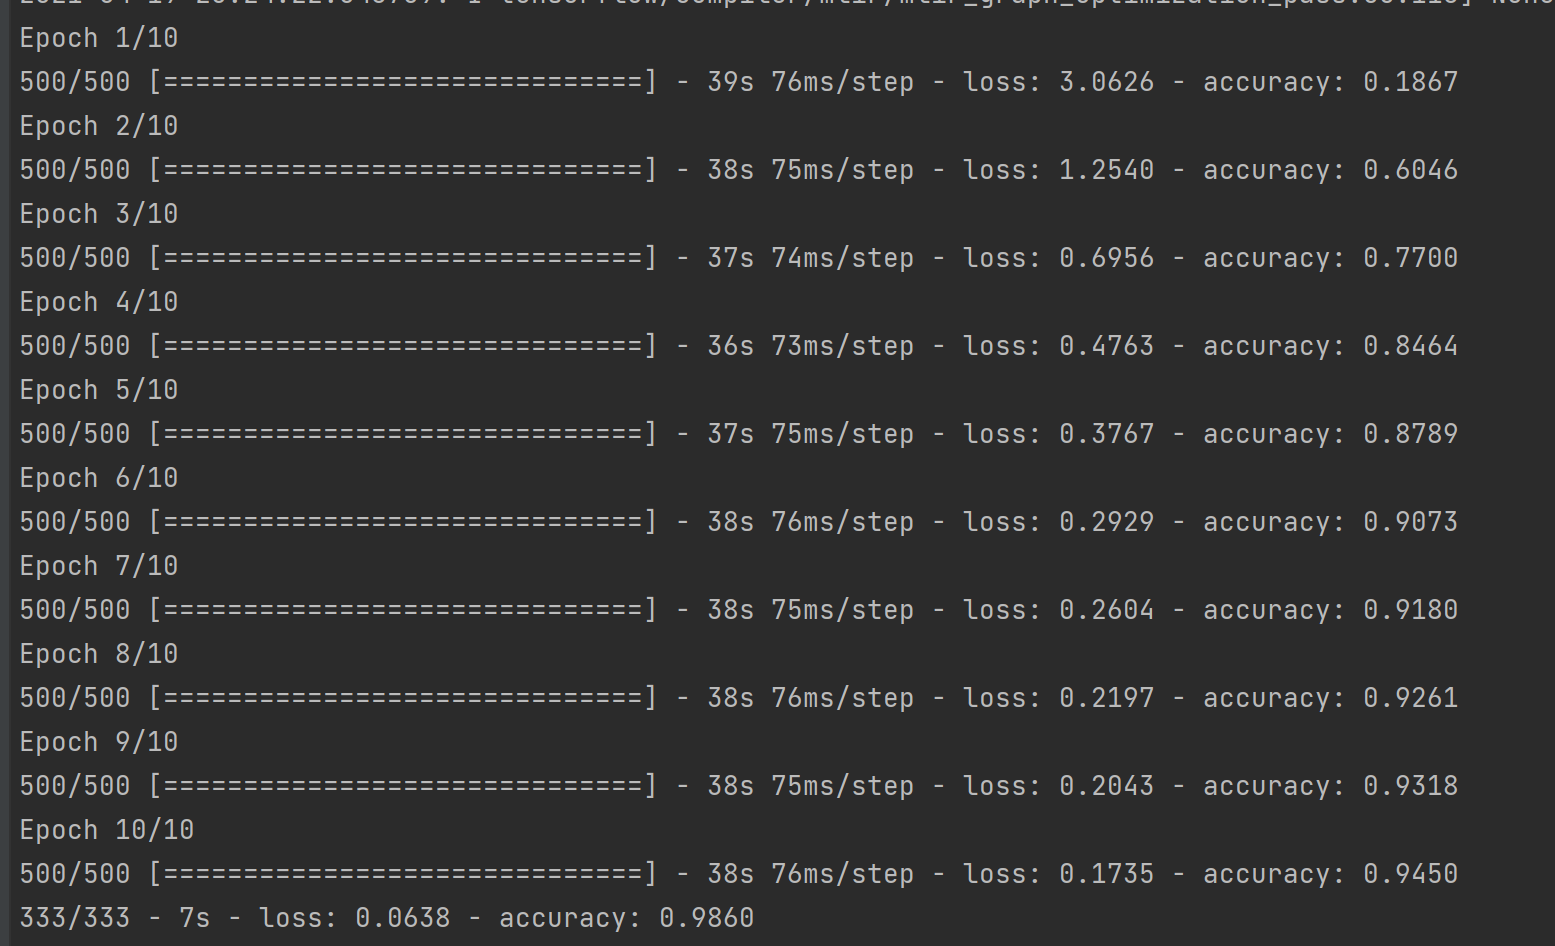 Epoch 1/10
500/500 [==============================] - 39s 76ms/step - loss: 3.0626 - accuracy: 0.1867
Epoch 2/10
500/500 [==============================] - 38s 75ms/step - loss: 1.2540 - accuracy: 0.6046
Epoch 3/10
500/500 [==============================] - 37s 74ms/step - loss: 0.6956 - accuracy: 0.7700
Epoch 4/10
500/500 [==============================] - 36s 73ms/step - loss: 0.4763 - accuracy: 0.8464
Epoch 5/10
500/500 [==============================] - 37s 75ms/step - loss: 0.3767 - accuracy: 0.8789
Epoch 6/10
500/500 [==============================] - 38s 76ms/step - loss: 0.2929 - accuracy: 0.9073
Epoch 7/10
500/500 [==============================] - 38s 75ms/step - loss: 0.2604 - accuracy: 0.9180
Epoch 8/10
500/500 [==============================] - 38s 76ms/step - loss: 0.2197 - accuracy: 0.9261
Epoch 9/10
500/500 [==============================] - 38s 75ms/step - loss: 0.2043 - accuracy: 0.9318
Epoch 10/10
500/500 [==============================] - 38s 76ms/step - loss: 0.1735 - accuracy: 0.9450
333/333 - 7s - loss: 0.0638 - accuracy: 0.9860